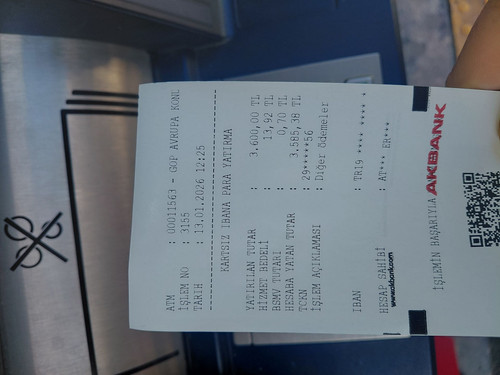 ATM : 00011563 - GOP AVRUPA KONU
İŞLEM NO : 3155
TARİH : 13.01.2026 12:25
KARTSIZ IBANA PARA YATIRMA
YATIRILAN TUTAR : 3.600,00 TL
HİZMET BEDELİ : 13,92 TL
BSMV TUTARI : 0,70 TL
HESABA YATAN TUTAR : 3.585,38 TL
TCKN : 29*****56
İŞLEM AÇIKLAMASI : Diğer Ödemeler
IBAN : TR19 **** **** *
HESAP SAHİBİ : AT*** ER***
www.akbank.com
İŞLEMİN BAŞARIYLA
AKBANK